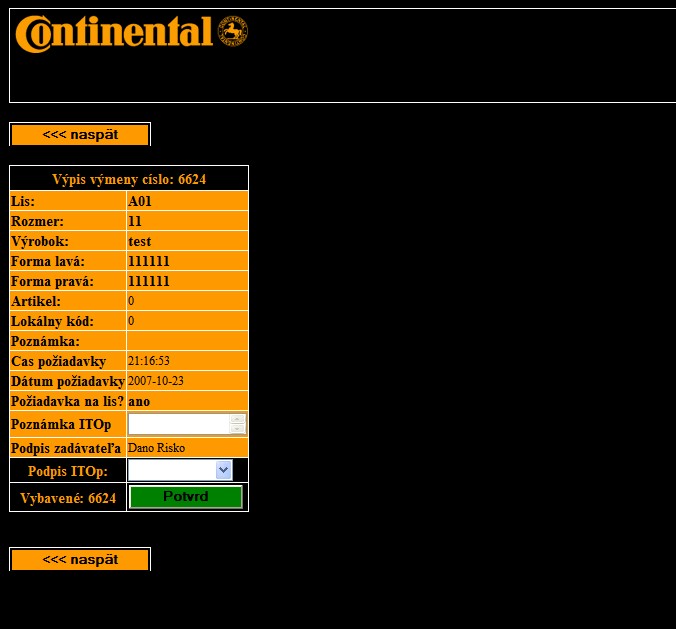 Continental
<<< naspät
Výpis výmeny císlo: 6624
Lis: A01
Rozmer: 11
Výrobok: test
Forma lavá: 111111
Forma pravá: 111111
Artikel: 0
Lokálny kód: 0
Poznámka:
Cas požiadavky 21:16:53
Dátum požiadavky 2007-10-23
Požiadavka na lis? ano
Poznámka ITOp
Podpis zadávateľa Dano Risko
Podpis ITOp:
Vybavené: 6624 Potvrd
<<< naspät